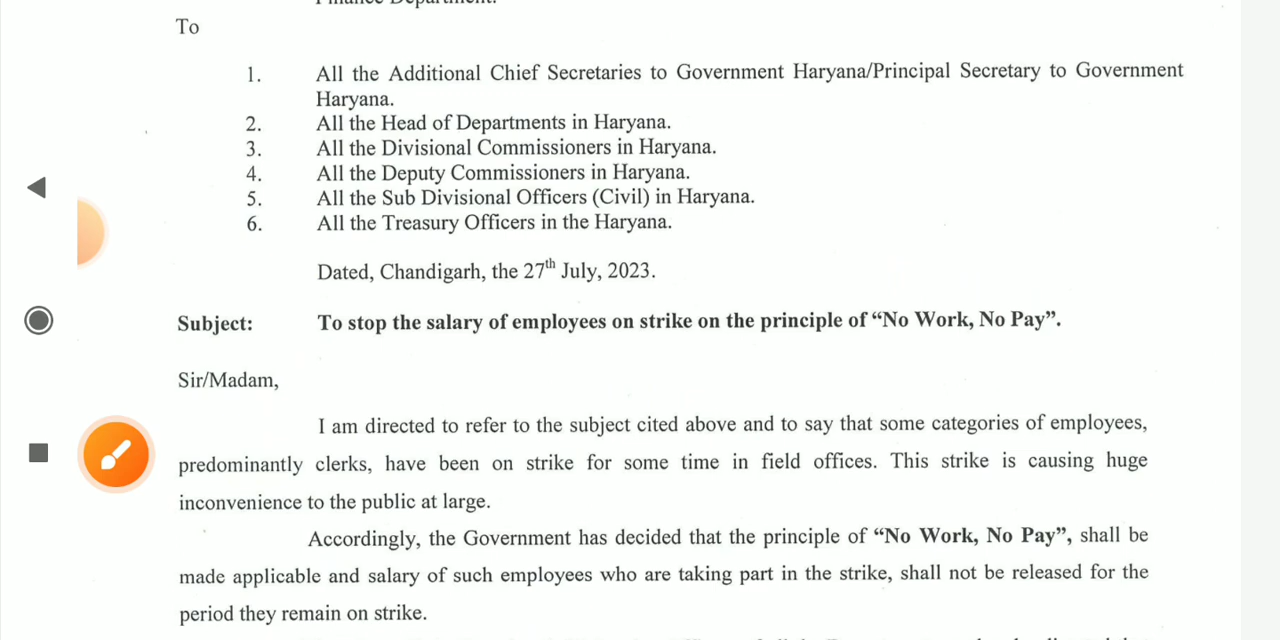 To
1. All the Additional Chief Secretaries to Government Haryana/Principal Secretary to Government
Haryana.
2. All the Head of Departments in Haryana.
3. All the Divisional Commissioners in Haryana.
4. All the Deputy Commissioners in Haryana.
5. All the Sub Divisional Officers (Civil) in Haryana.
6. All the Treasury Officers in the Haryana.
Dated, Chandigarh, the 27th July, 2023.
Subject: To stop the salary of employees on strike on the principle of “No Work, No Pay”.
Sir/Madam,
I am directed to refer to the subject cited above and to say that some categories of employees,
predominantly clerks, have been on strike for some time in field offices. This strike is causing huge
inconvenience to the public at large.
Accordingly, the Government has decided that the principle of “No Work, No Pay”, shall be
made applicable and salary of such employees who are taking part in the strike, shall not be released for the
period they remain on strike.